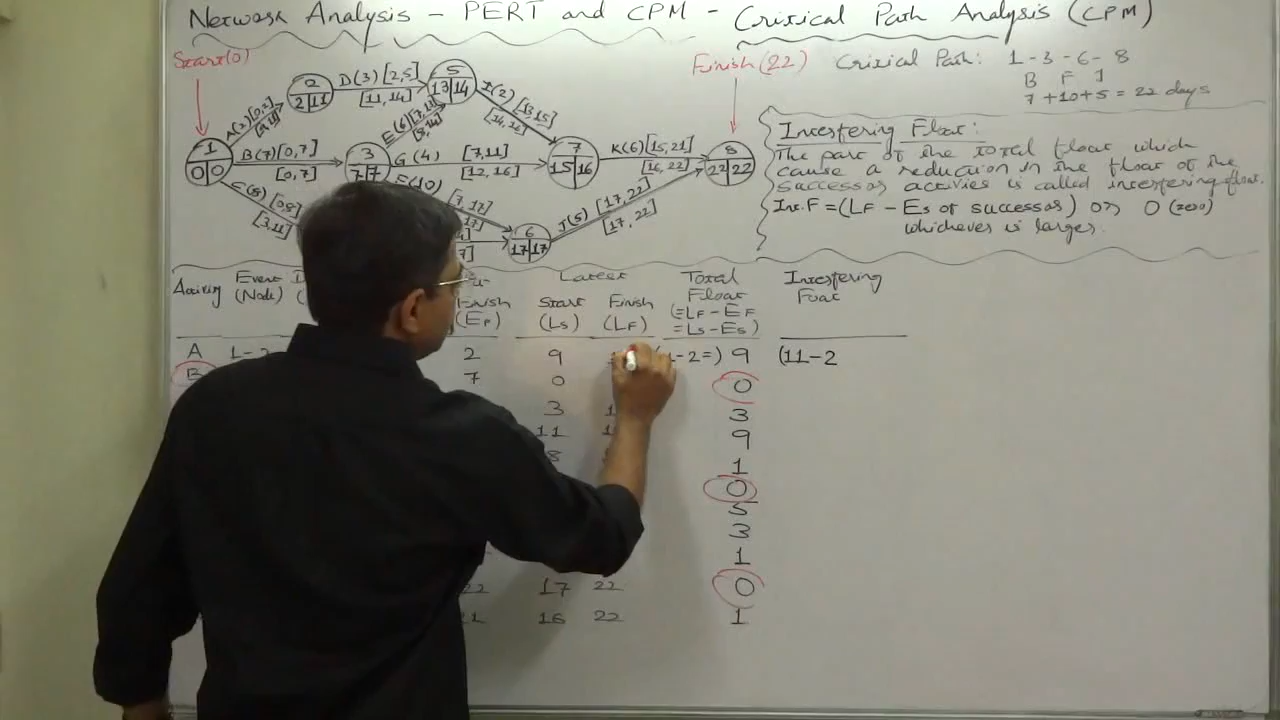 Network Analysis - PERT and CPM - Critical Path Analysis (CPM)
Start(0)
Finish(22)
Critical Path: 1 - 3 - 6 - 8
B F J
7 + 10 + 5 = 22 days
2
2 | 11
D(3) [2,5]
[11, 14]
5
13 | 14
A(2) [0,2]
[9,11]
E(6) [7,13]
[8,14]
I(2) [13,15]
[14,16]
1
0 | 0
B(7) [0, 7]
[0, 7]
3
7 | 7
G(4) [7,11]
[12, 16]
7
15 | 16
K(6) [15, 21]
[16, 22]
8
22 | 22
[0,8]
[3,11]
F(10)
[7, 17]
17]
6
17 | 17
J(5) [17, 22]
[17, 22]
Interfering Float:
The part of the total float which
cause a reduction in the float of the
successor activies is called interfering float.
Int.F = (LF - ES of successor) or 0 (zero)
whichever is larger.
Activity
Event
(Node)
Finish
(EF)
Latest
Start
(LS)
Finish
(LF)
Total
Float
(=LF - EF
=LS - ES)
Interfering
Foat
A 1-2 2 9 -2=) 9 (11-2
B 7 0 0
3 3
11 9
8 1
0
5
3
1
22 17 22 0
21 16 22 1